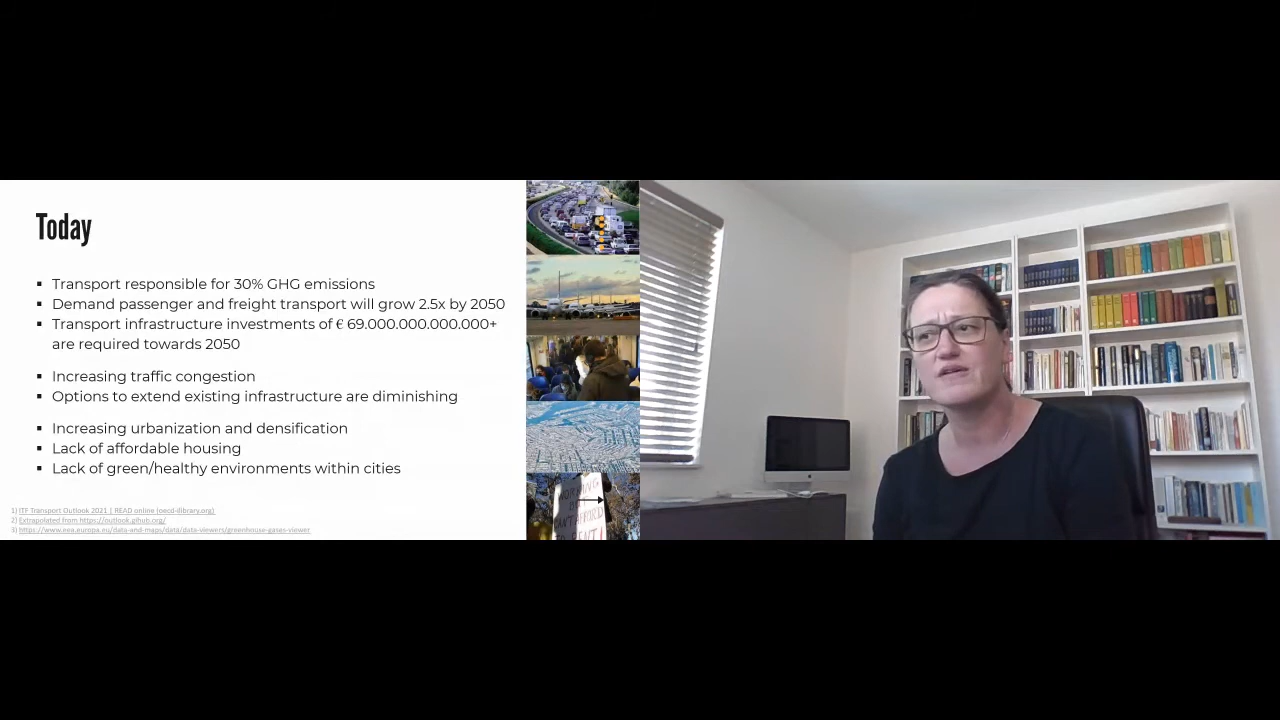 Today
▪ Transport responsible for 30% GHG emissions
▪ Demand passenger and freight transport will grow 2.5x by 2050
▪ Transport infrastructure investments of € 69.000.000.000.000+
are required towards 2050
▪ Increasing traffic congestion
▪ Options to extend existing infrastructure are diminishing
▪ Increasing urbanization and densification
▪ Lack of affordable housing
▪ Lack of green/healthy environments within cities
1) ITF Transport Outlook 2021 | READ online (oecd-ilibrary.org)
2) Extrapolated from https://outlook.gihub.org/
3) https://www.eea.europa.eu/data-and-maps/data/data-viewers/greenhouse-gases-viewer